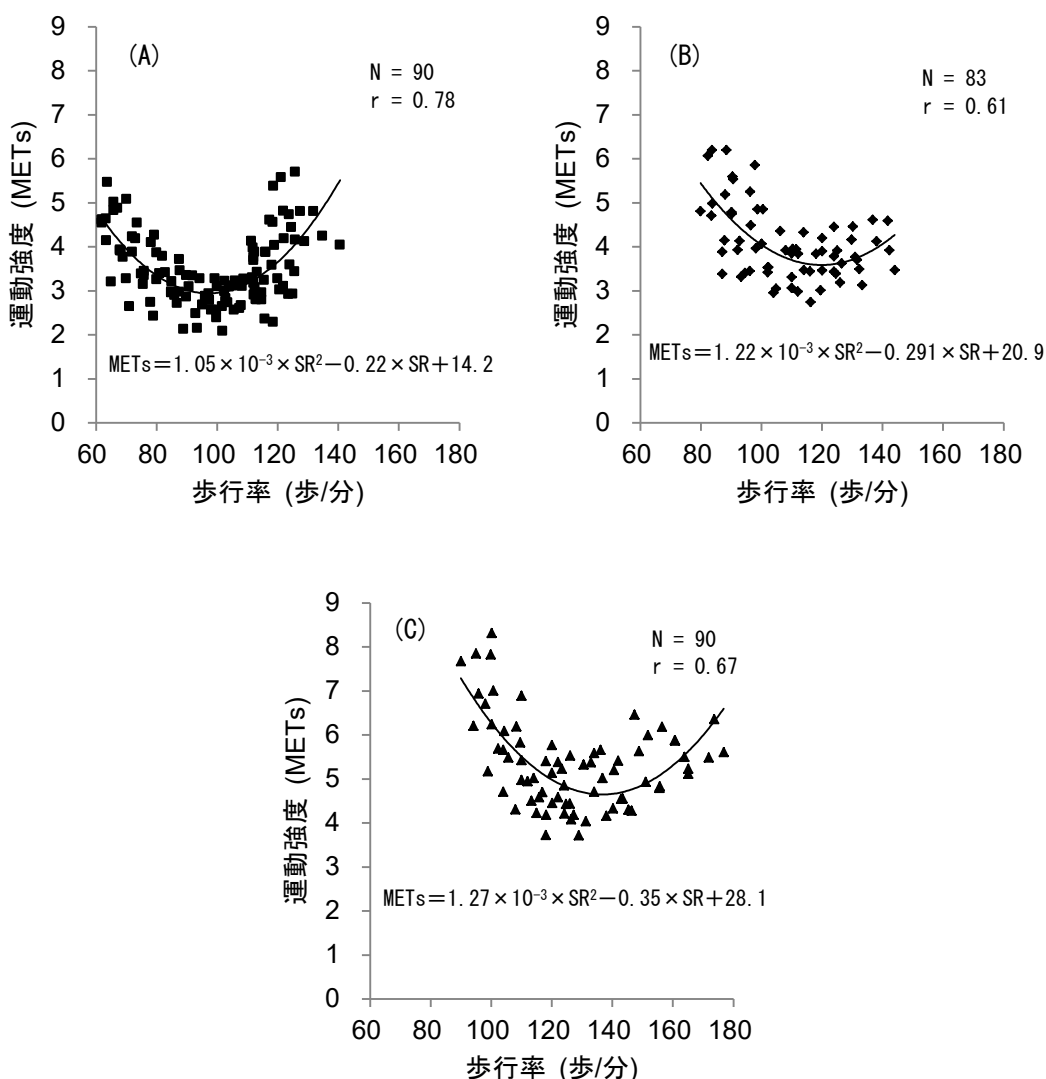 (A)
N = 90
r = 0.78
運動強度 (METs)
9
8
7
6
5
4
3
2
1
0
METs=1.05×10⁻³×SR²−0.22×SR+14.2
60 80 100 120 140 160 180
歩行率 (歩/分)
(B)
N = 83
r = 0.61
運動強度 (METs)
9
8
7
6
5
4
3
2
1
0
METs=1.22×10⁻³×SR²−0.291×SR+20.9
60 80 100 120 140 160 180
歩行率 (歩/分)
(C)
N = 90
r = 0.67
運動強度 (METs)
9
8
7
6
5
4
3
2
1
0
METs=1.27×10⁻³×SR²−0.35×SR+28.1
60 80 100 120 140 160 180
歩行率 (歩/分)